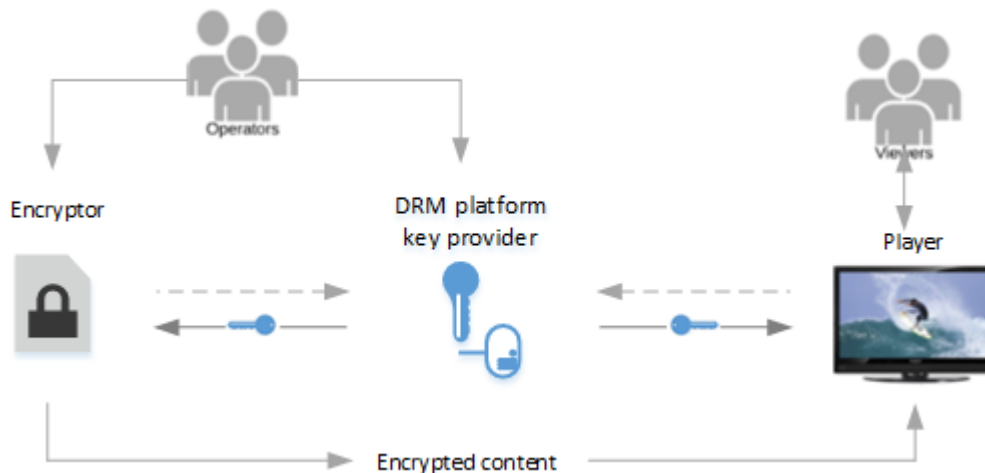 Operators
Viewers
Encryptor
DRM platform
key provider
Player
Encrypted content